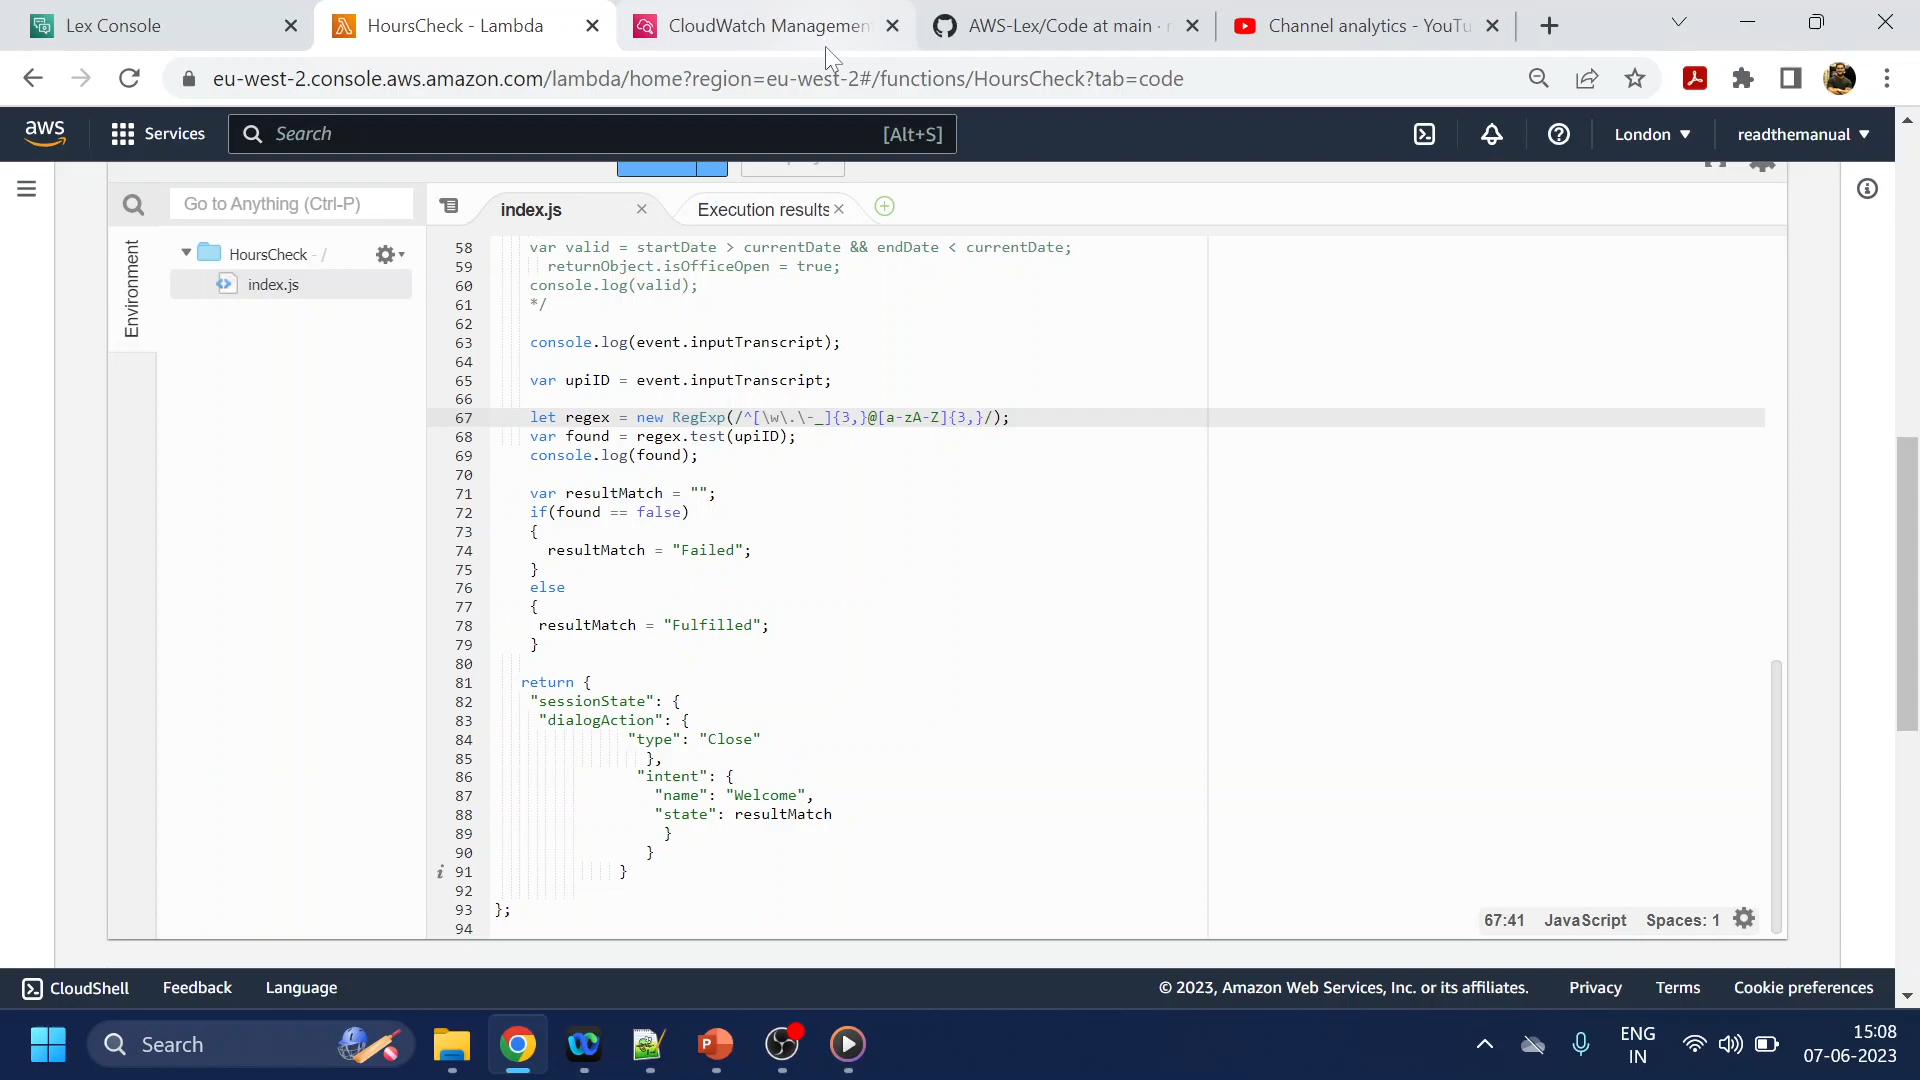 Lex Console
HoursCheck - Lambda
CloudWatch Managemen
AWS-Lex/Code at main ·
Channel analytics - YouTu
eu-west-2.console.aws.amazon.com/lambda/home?region=eu-west-2#/functions/HoursCheck?tab=code
aws
Services
Search
[Alt+S]
London
readthemanual
Go to Anything (Ctrl-P)
index.js
Execution results
Environment
HoursCheck - /
index.js
58 var valid = startDate > currentDate && endDate < currentDate;
59 returnObject.isOfficeOpen = true;
60 console.log(valid);
61 */
62
63 console.log(event.inputTranscript);
64
65 var upiID = event.inputTranscript;
66
67 let regex = new RegExp(/^[\w\.\-_]{3,}@[a-zA-Z]{3,}/);
68 var found = regex.test(upiID);
69 console.log(found);
70
71 var resultMatch = "";
72 if(found == false)
73 {
74 resultMatch = "Failed";
75 }
76 else
77 {
78 resultMatch = "Fulfilled";
79 }
80
81 return {
82 "sessionState": {
83 "dialogAction": {
84 "type": "Close"
85 },
86 "intent": {
87 "name": "Welcome",
88 "state": resultMatch
89 }
90 }
91 }
92
93 };
94
67:41 JavaScript Spaces: 1
CloudShell
Feedback
Language
© 2023, Amazon Web Services, Inc. or its affiliates.
Privacy
Terms
Cookie preferences
Search
ENG
IN
15:08
07-06-2023